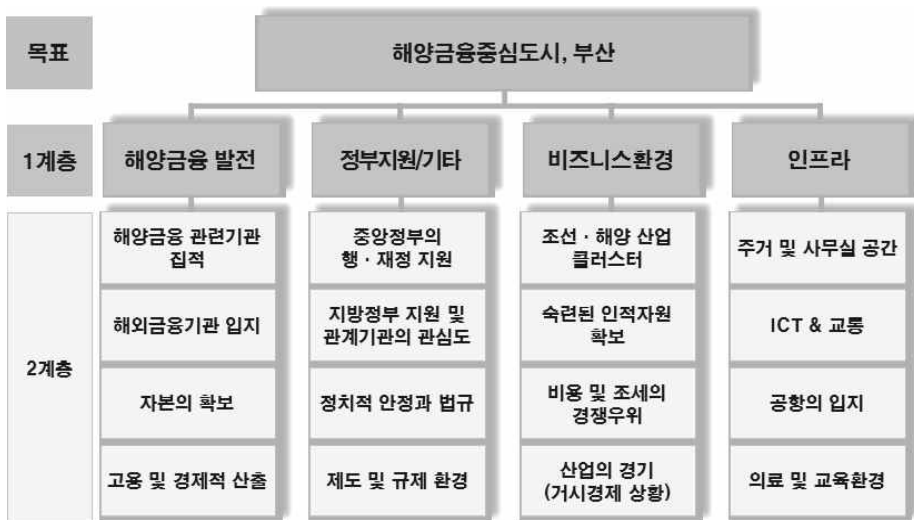 목표
해양금융중심도시, 부산
1계층
해양금융 발전
정부지원/기타
비즈니스환경
인프라
2계층
해양금융 관련기관
집적
해외금융기관 입지
자본의 확보
고용 및 경제적 산출
중앙정부의
행·재정 지원
지방정부 지원 및
관계기관의 관심도
정치적 안정과 법규
제도 및 규제 환경
조선·해양 산업
클러스터
숙련된 인적자원
확보
비용 및 조세의
경쟁우위
산업의 경기
(거시경제 상황)
주거 및 사무실 공간
ICT & 교통
공항의 입지
의료 및 교육환경